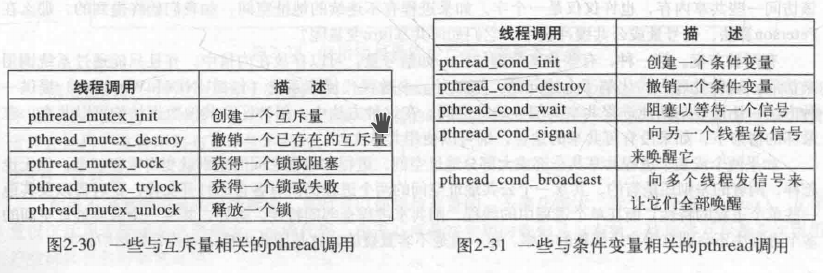 线程调用 描 述
pthread_mutex_init 创建一个互斥量
pthread_mutex_destroy 撤销一个已存在的互斥量
pthread_mutex_lock 获得一个锁或阻塞
pthread_mutex_trylock 获得一个锁或失败
pthread_mutex_unlock 释放一个锁
图2-30 一些与互斥量相关的pthread调用
线程调用 描 述
pthread_cond_init 创建一个条件变量
pthread_cond_destroy 撤销一个条件变量
pthread_cond_wait 阻塞以等待一个信号
pthread_cond_signal 向另一个线程发信号
来唤醒它
pthread_cond_broadcast 向多个线程发信号来
让它们全部唤醒
图2-31 一些与条件变量相关的pthread调用